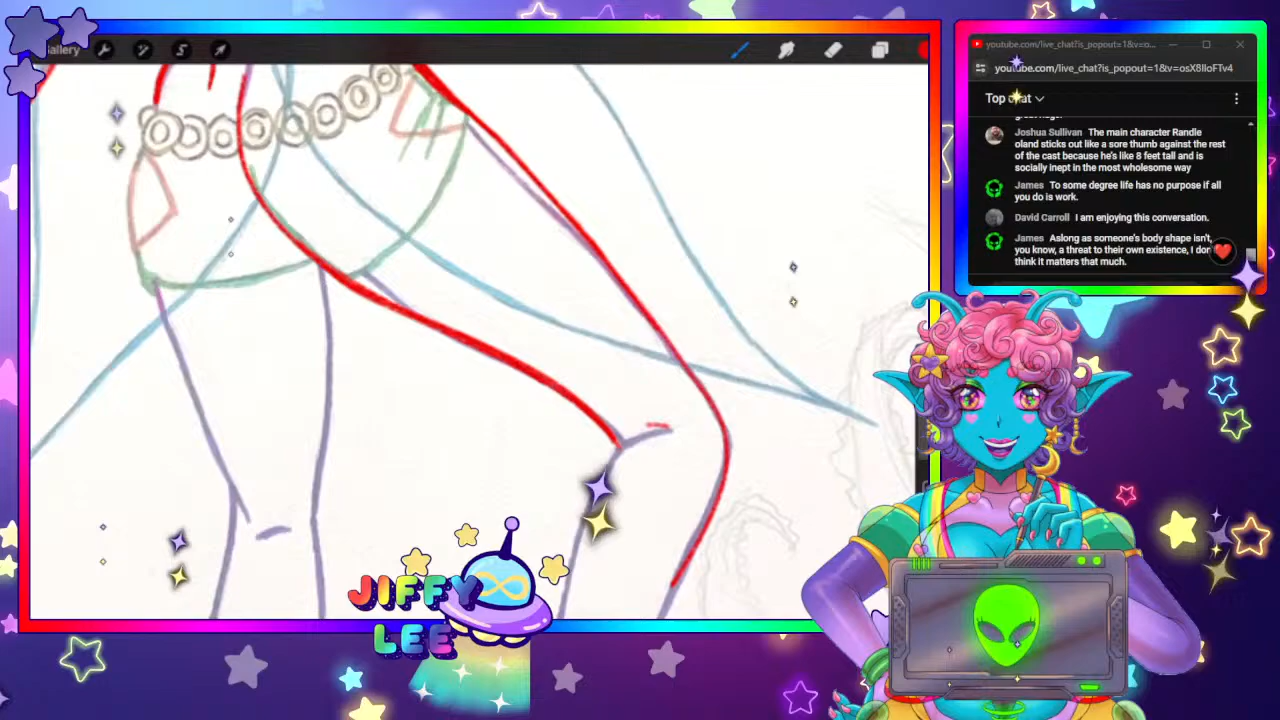 allery
youtube.com/live_chat?is_popout=1&v=o...
youtube.com/live_chat?is_popout=1&v=osX8IIoFTv4
Top chat
Joshua Sullivan The main character Randle
oland sticks out like a sore thumb against the rest
of the cast because he's like 8 feet tall and is
socially inept in the most wholesome way
James To some degree life has no purpose if all
you do is work.
David Carroll I am enjoying this conversation.
James Aslong as someone's body shape isn't,
you know, a threat to their own existence, I don
think it matters that much.
JIFFY
LEE